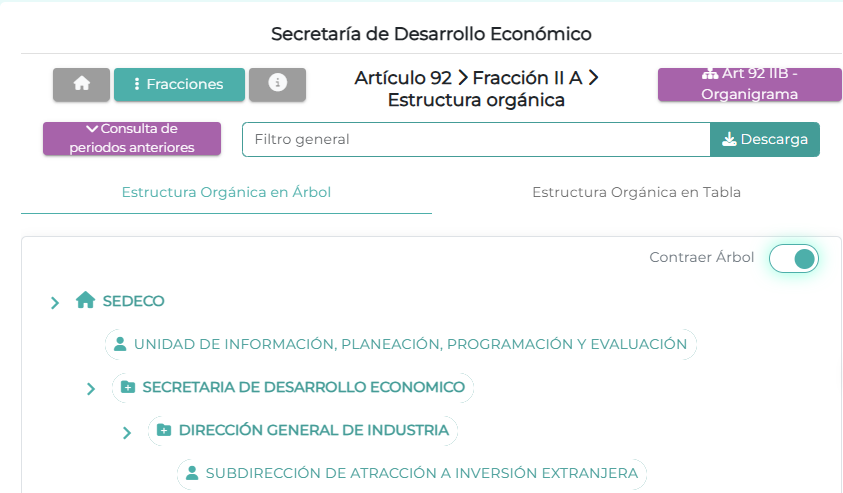 Secretaría de Desarrollo Económico
Fracciones
Artículo 92 > Fracción II A >
Estructura orgánica
Art 92 IIB -
Organigrama
Consulta de
periodos anteriores
Filtro general
Descarga
Estructura Orgánica en Árbol
Estructura Orgánica en Tabla
Contraer Árbol
SEDECO
UNIDAD DE INFORMACIÓN, PLANEACIÓN, PROGRAMACIÓN Y EVALUACIÓN
SECRETARIA DE DESARROLLO ECONOMICO
DIRECCIÓN GENERAL DE INDUSTRIA
SUBDIRECCIÓN DE ATRACCIÓN A INVERSIÓN EXTRANJERA